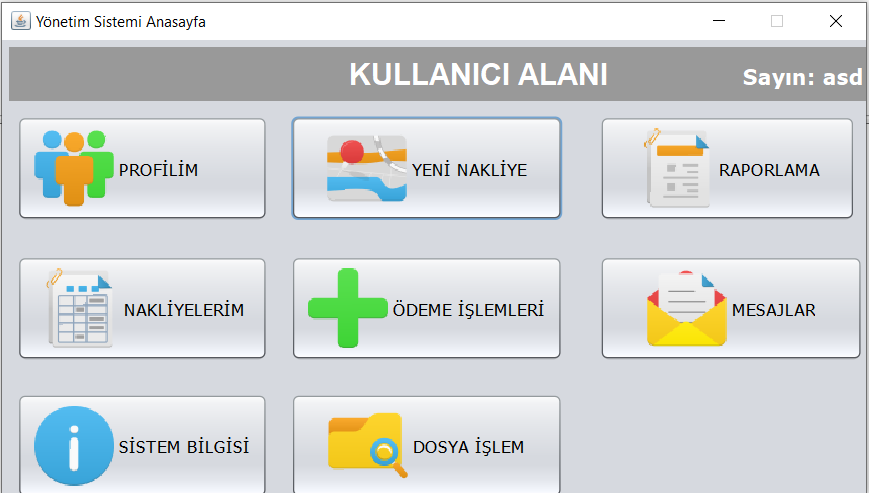 Yönetim Sistemi Anasayfa
KULLANICI ALANI
Sayın: asd
PROFİLİM
YENİ NAKLİYE
RAPORLAMA
NAKLİYELERİM
ÖDEME İŞLEMLERİ
MESAJLAR
SİSTEM BİLGİSİ
DOSYA İŞLEM